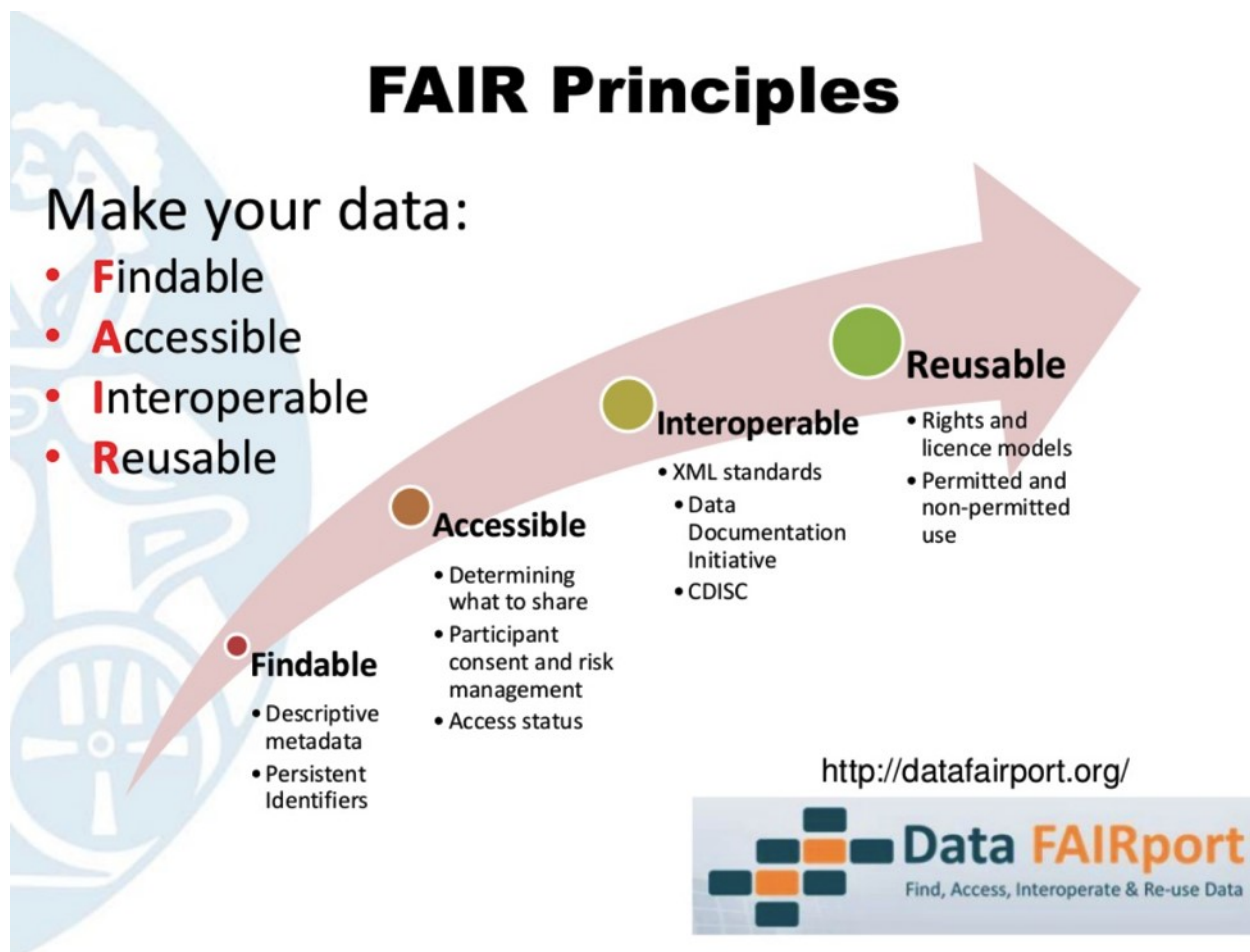 FAIR Principles
Make your data:
• Findable
• Accessible
• Interoperable
• Reusable
Findable
• Descriptive
metadata
• Persistent
Identifiers
Accessible
• Determining
what to share
• Participant
consent and risk
management
• Access status
Interoperable
• XML standards
• Data
Documentation
Initiative
• CDISC
Reusable
• Rights and
licence models
• Permitted and
non-permitted
use
http://datafairport.org/
Data FAIRport
Find, Access, Interoperate & Re-use Data